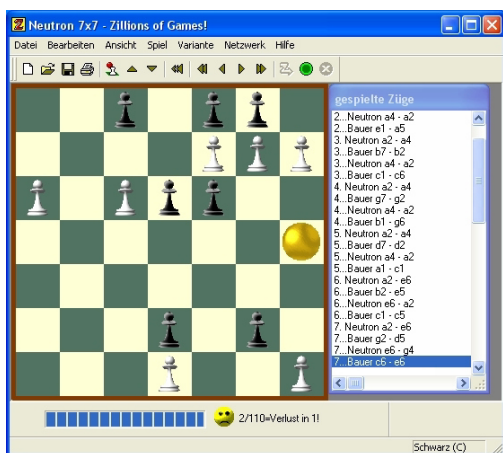 Neutron 7x7 - Zillions of Games!
Datei Bearbeiten Ansicht Spiel Variante Netzwerk Hilfe
gespielte Züge
2...Neutron a4 - a2
2...Bauer e1 - a5
3. Neutron a2 - a4
3...Bauer b7 - b2
3...Neutron a4 - a2
3...Bauer c1 - c6
4. Neutron a2 - a4
4...Bauer g7 - g2
4...Neutron a4 - a2
4...Bauer b1 - g6
5. Neutron a2 - a4
5...Bauer d7 - d2
5...Neutron a4 - a2
5...Bauer a1 - c1
6. Neutron a2 - e6
6...Bauer b2 - e5
6...Neutron e6 - a2
6...Bauer c1 - c5
7. Neutron a2 - e6
7...Bauer g2 - d5
7...Neutron e6 - g4
7...Bauer c6 - e6
2/110=Verlust in 1!
Schwarz (C)